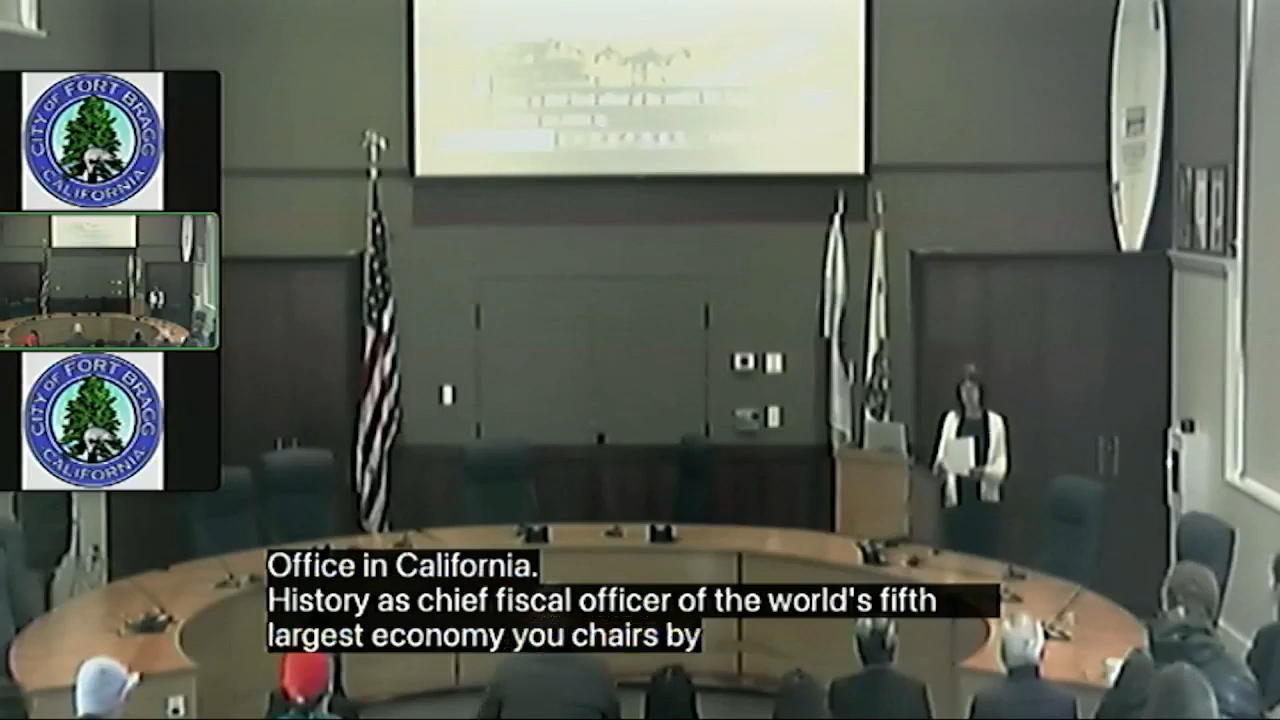 CITY OF FORT BRAGG
CALIFORNIA
CITY OF FORT BRAGG
CALIFORNIA
Office in California.
History as chief fiscal officer of the world's fifth
largest economy you chairs by